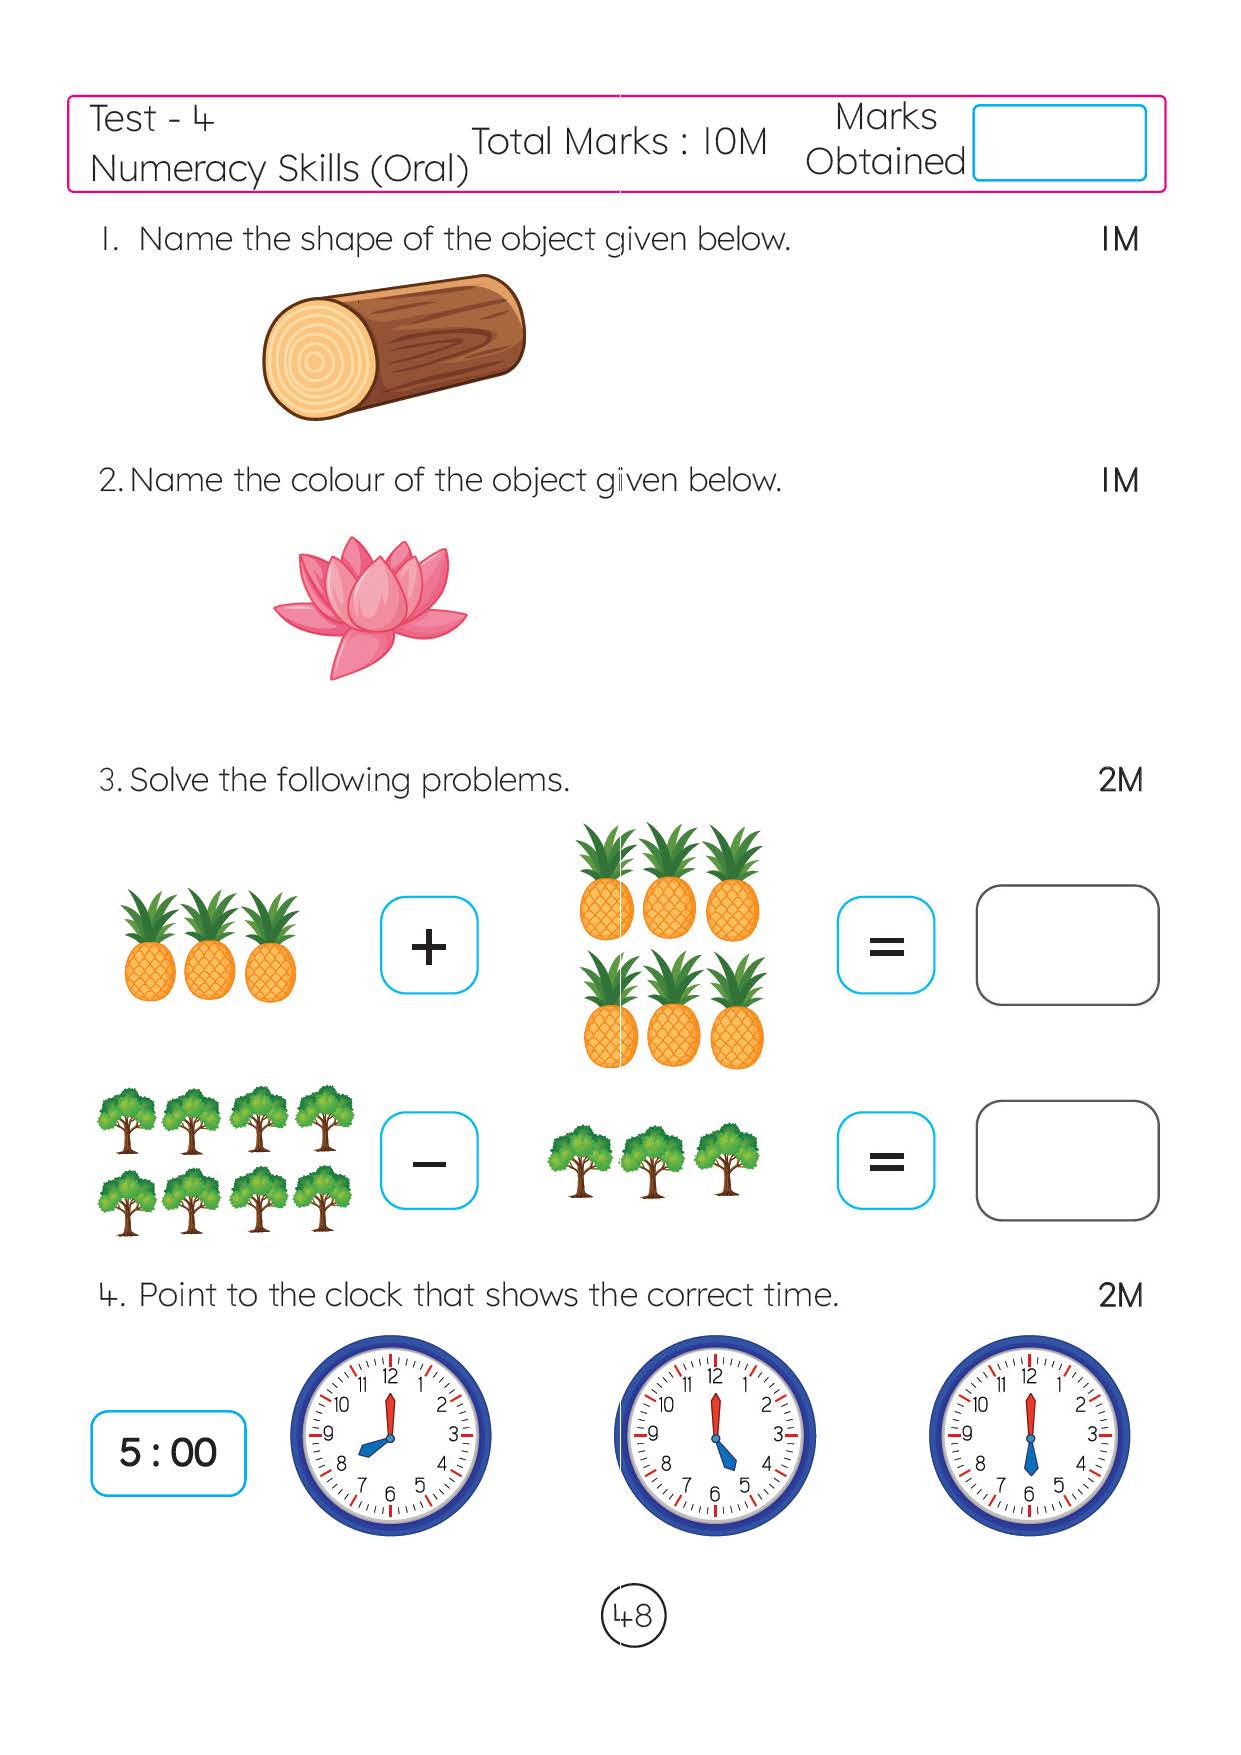 Test - 4
Numeracy Skills (Oral)
Total Marks : 10M
Marks
Obtained
1. Name the shape of the object given below. 1M
2. Name the colour of the object given below. 1M
3. Solve the following problems. 2M
+ =
– =
4. Point to the clock that shows the correct time. 2M
5 : 00
12 1 2 3 4 5 6 7 8 9 10 11
12 1 2 3 4 5 6 7 8 9 10 11
12 1 2 3 4 5 6 7 8 9 10 11
48